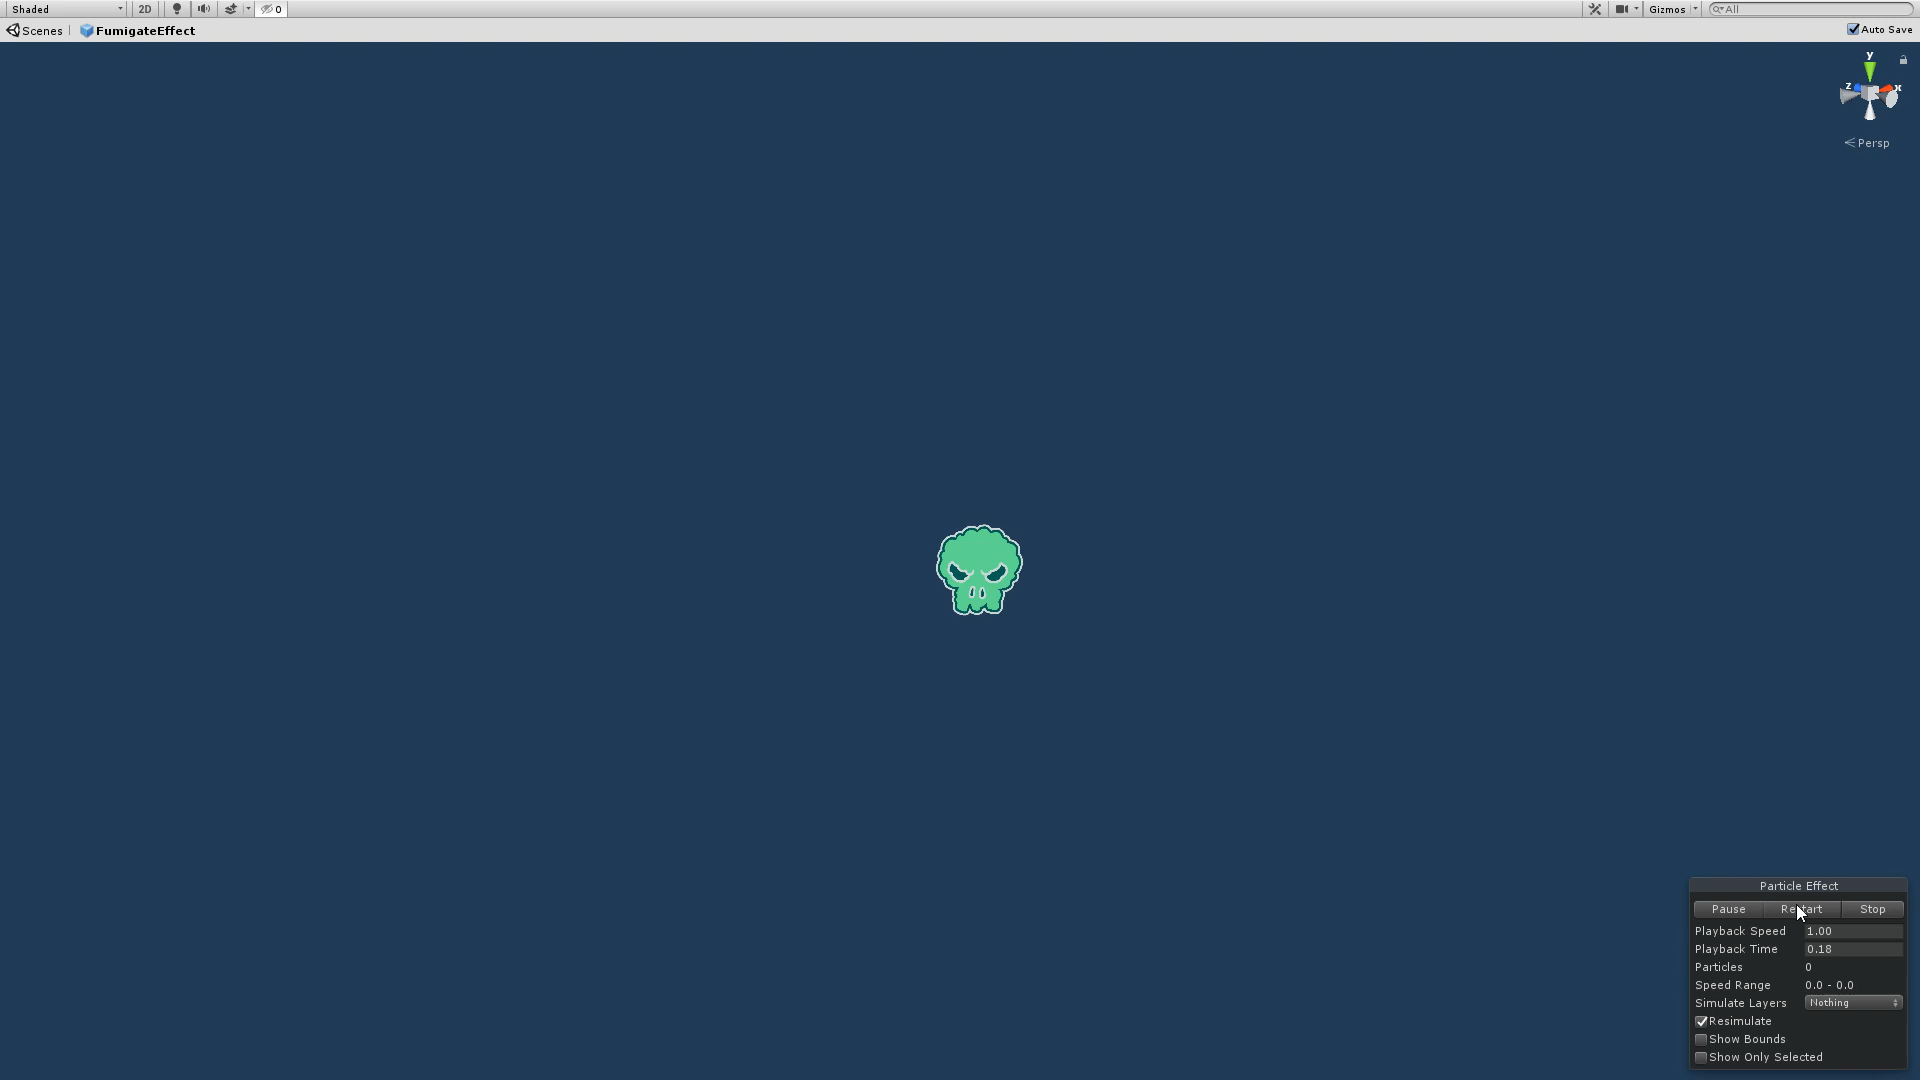 Shaded 2D 0 Gizmos All
Scenes FumigateEffect Auto Save
y
z x
Persp
Particle Effect
Pause Restart Stop
Playback Speed 1.00
Playback Time 0.18
Particles 0
Speed Range 0.0 - 0.0
Simulate Layers Nothing
Resimulate
Show Bounds
Show Only Selected